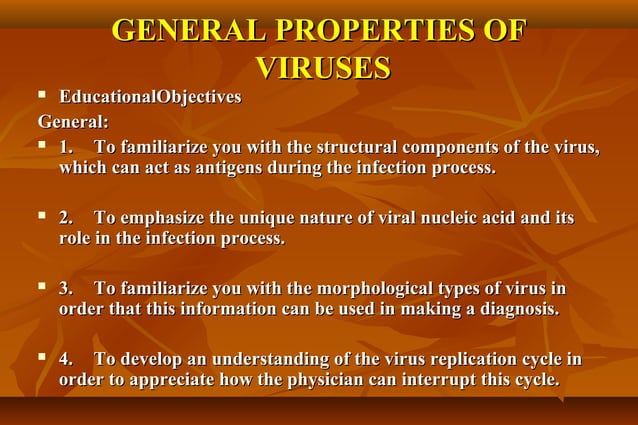 GENERAL PROPERTIES OF
VIRUSES
EducationalObjectives
General:
1. To familiarize you with the structural components of the virus,
which can act as antigens during the infection process.
2. To emphasize the unique nature of viral nucleic acid and its
role in the infection process.
3. To familiarize you with the morphological types of virus in
order that this information can be used in making a diagnosis.
4. To develop an understanding of the virus replication cycle in
order to appreciate how the physician can interrupt this cycle.